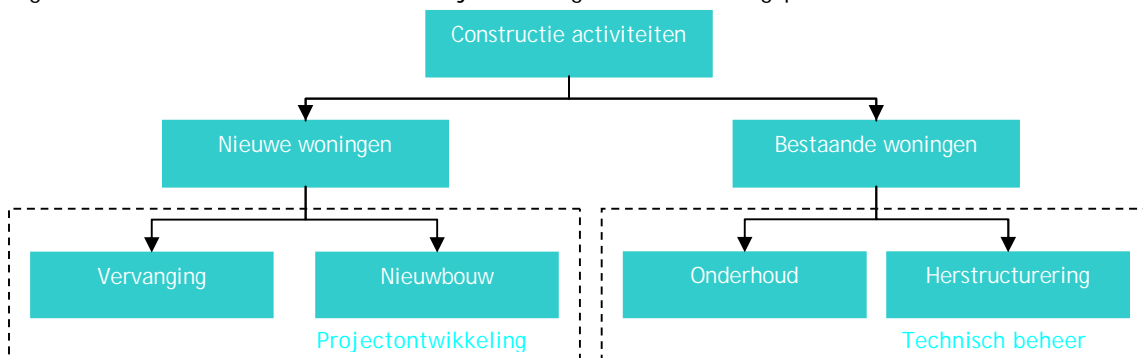 Constructie activiteiten
Nieuwe woningen
Bestaande woningen
Vervanging
Nieuwbouw
Onderhoud
Herstructurering
Projectontwikkeling
Technisch beheer